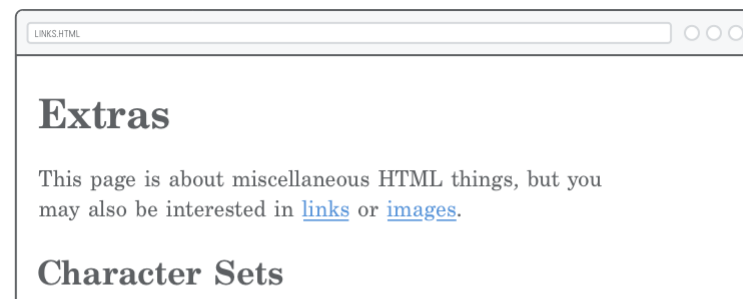 LINKS.HTML
Extras
This page is about miscellaneous HTML things, but you
may also be interested in links or images.
Character Sets